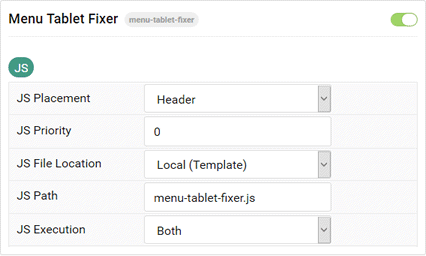 Menu Tablet Fixer menu-tablet-fixer
JS
JS Placement Header
JS Priority 0
JS File Location Local (Template)
JS Path menu-tablet-fixer.js
JS Execution Both